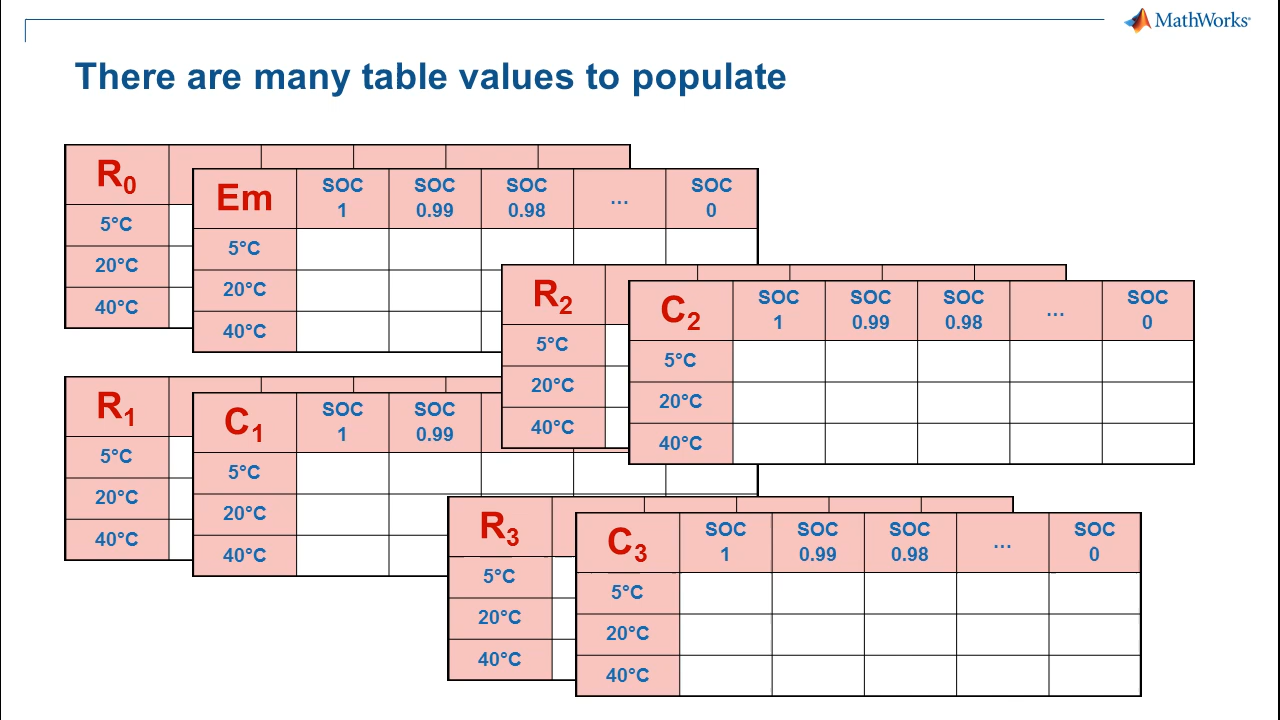 MathWorks®
There are many table values to populate
R₀
5°C
20°C
40°C
Em SOC 1 SOC 0.99 SOC 0.98 ... SOC 0
5°C
20°C
40°C
R₁
5°C
20°C
40°C
C₁ SOC 1 SOC 0.99
5°C
20°C
40°C
R₂
5°C
20°C
40°C
C₂ SOC 1 SOC 0.99 SOC 0.98 ... SOC 0
5°C
20°C
40°C
R₃
5°C
20°C
40°C
C₃ SOC 1 SOC 0.99 SOC 0.98 ... SOC 0
5°C
20°C
40°C